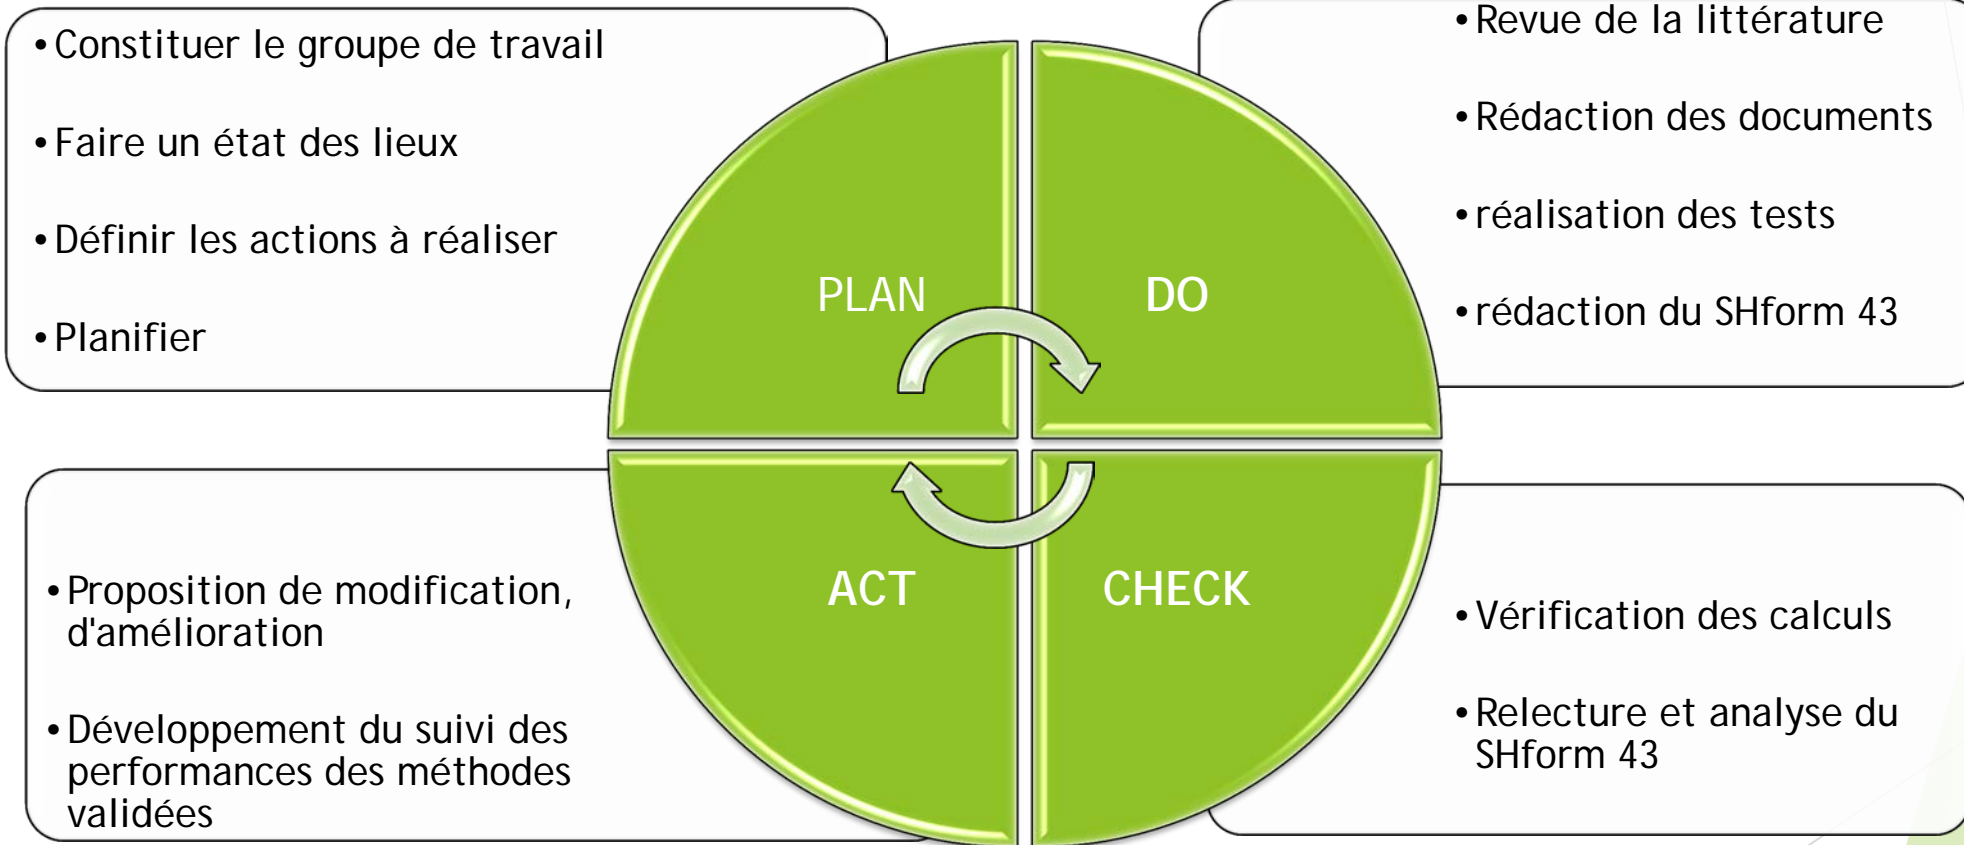 •Constituer le groupe de travail
•Faire un état des lieux
•Définir les actions à réaliser
•Planifier
PLAN
•Revue de la littérature
•Rédaction des documents
•réalisation des tests
•rédaction du SHform 43
DO
•Proposition de modification,
d'amélioration
•Développement du suivi des
performances des méthodes
validées
ACT
CHECK
•Vérification des calculs
•Relecture et analyse du
SHform 43